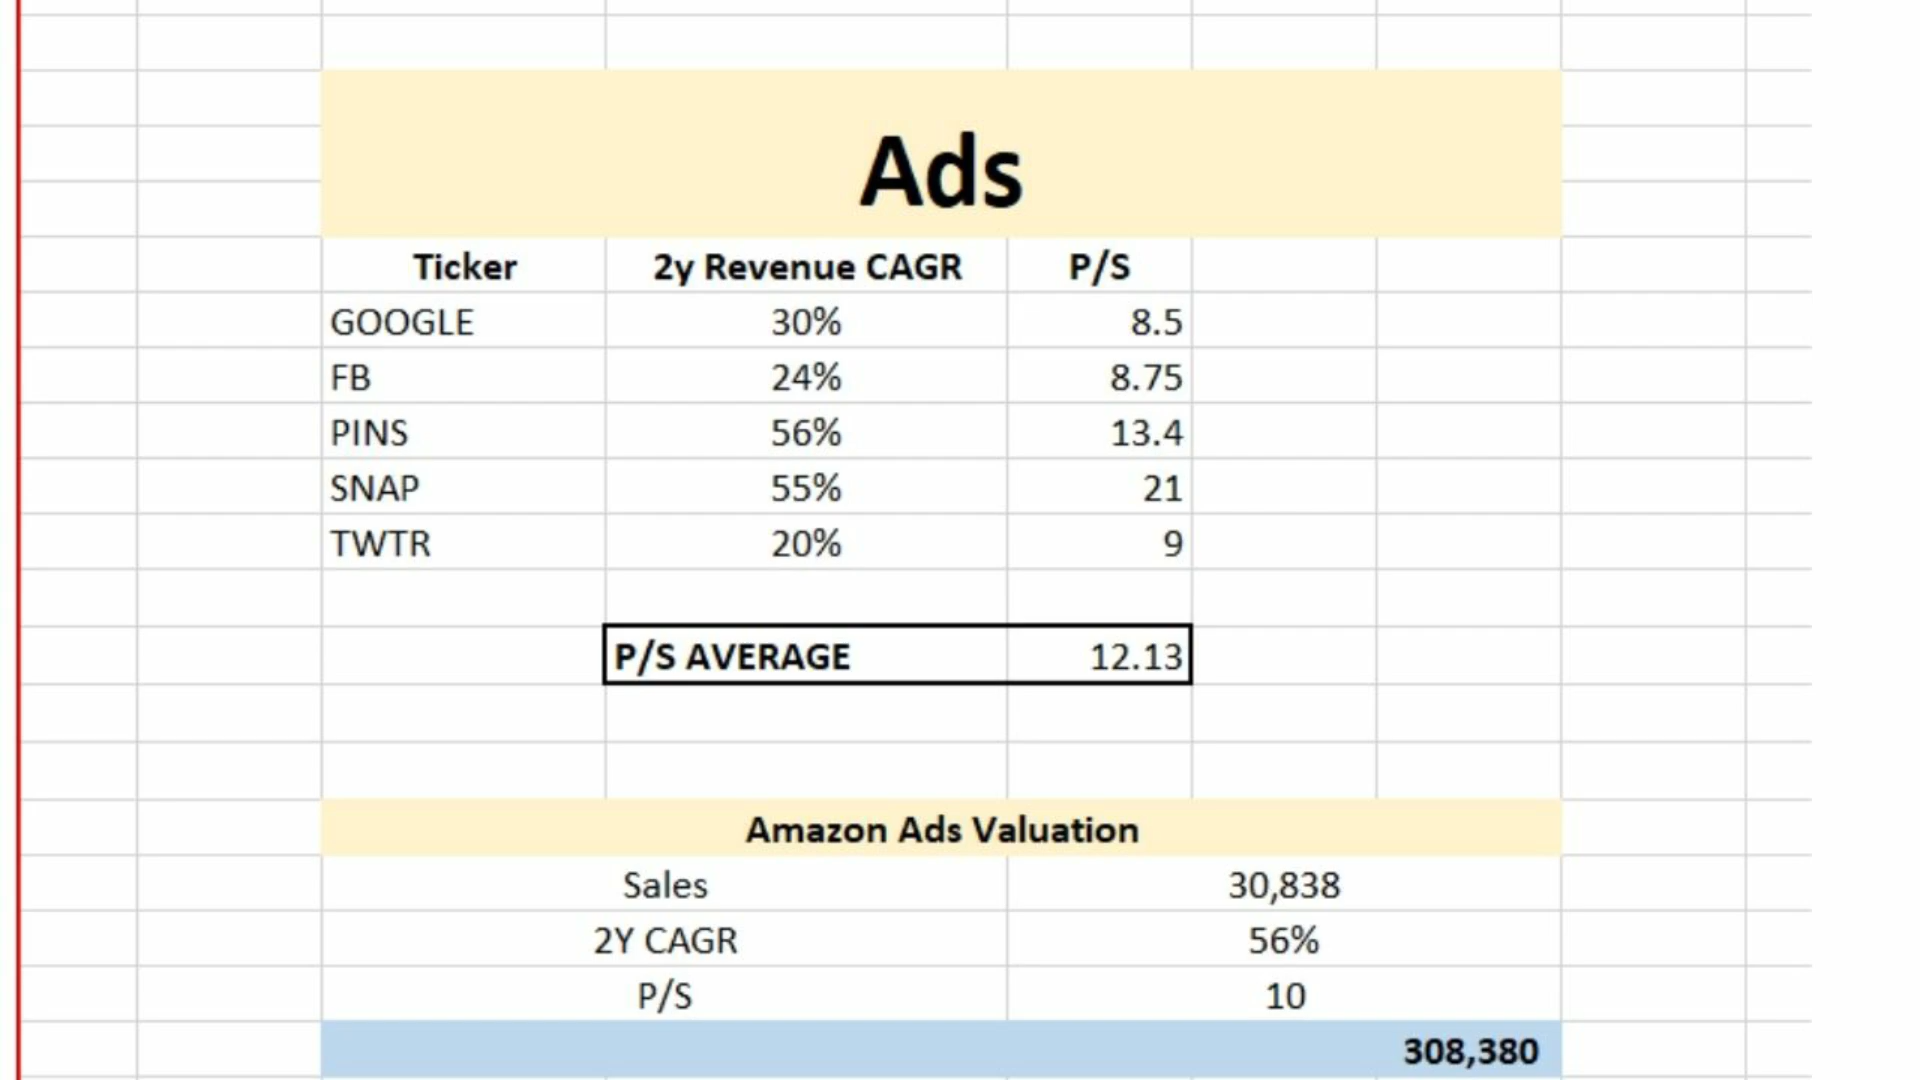 Ads
Ticker 2y Revenue CAGR P/S
GOOGLE 30% 8.5
FB 24% 8.75
PINS 56% 13.4
SNAP 55% 21
TWTR 20% 9
P/S AVERAGE 12.13
Amazon Ads Valuation
Sales 30,838
2Y CAGR 56%
P/S 10
308,380